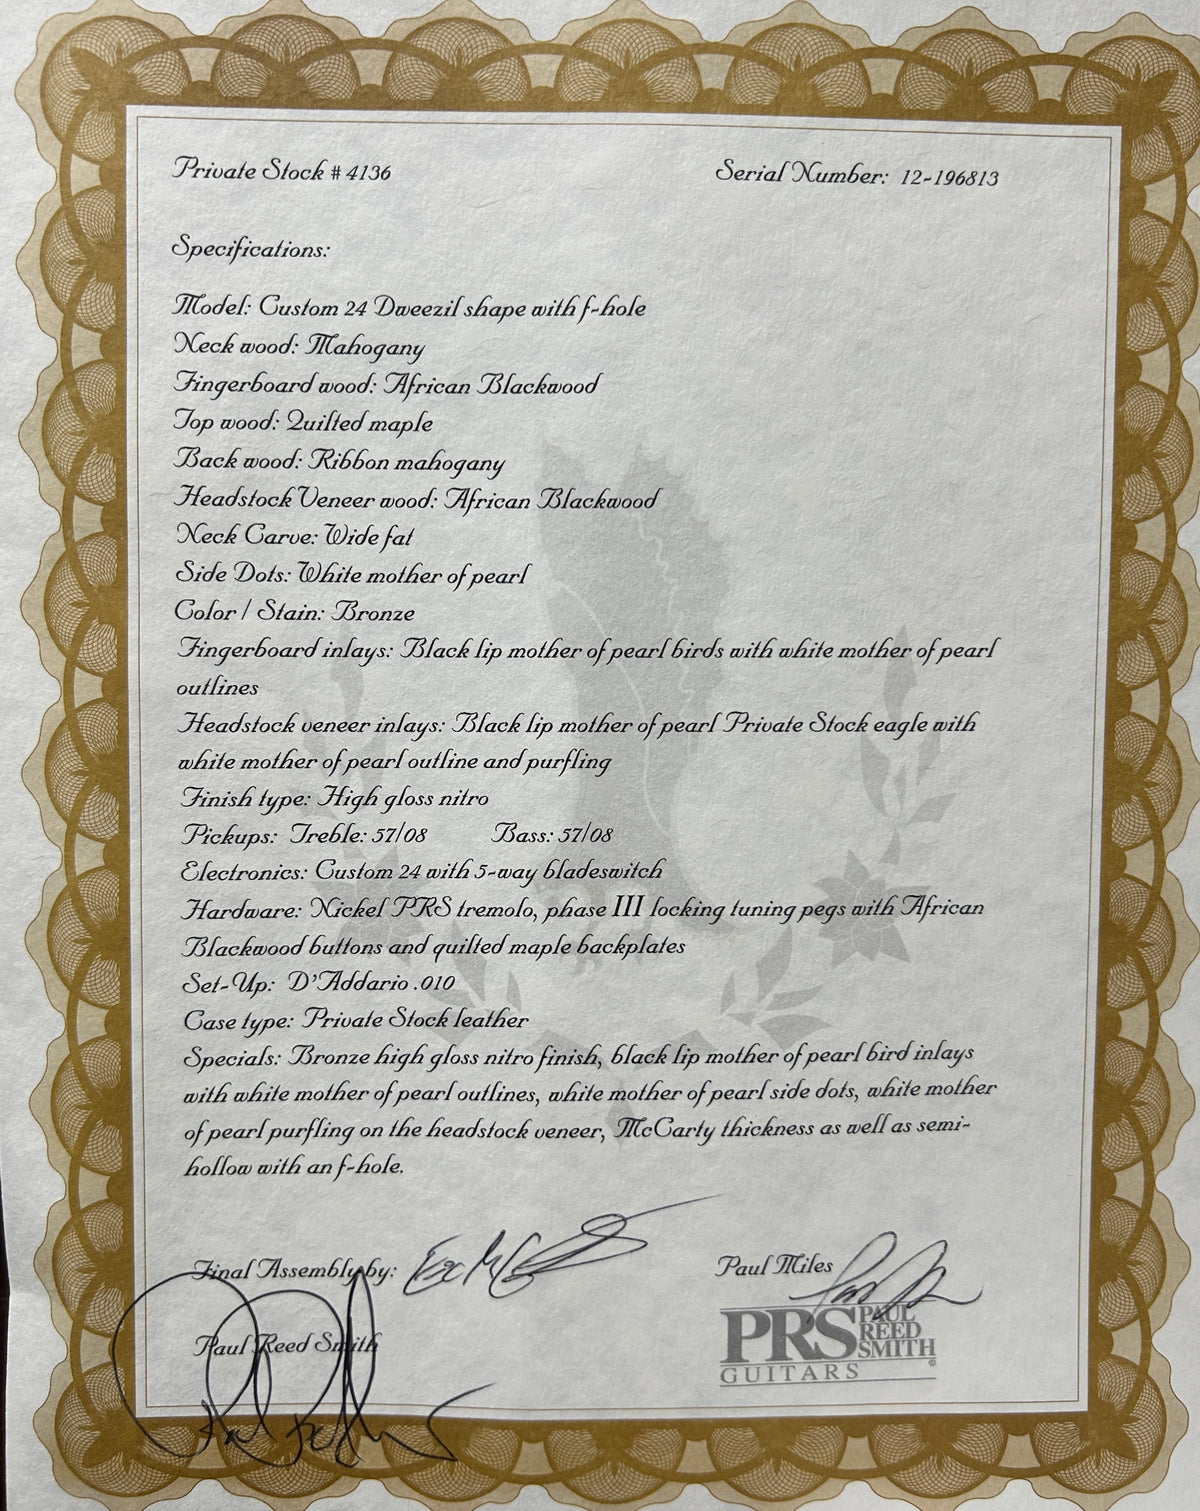 Private Stock # 4136
Serial Number: 12-196813
Specifications:
Model: Custom 24 Dweezil shape with f-hole
Neck wood: Mahogany
Fingerboard wood: African Blackwood
Top wood: Quilted maple
Back wood: Ribbon mahogany
Headstock Veneer wood: African Blackwood
Neck Carve: Wide fat
Side Dots: White mother of pearl
Color / Stain: Bronze
Fingerboard inlays: Black lip mother of pearl birds with white mother of pearl
outlines
Headstock veneer inlays: Black lip mother of pearl Private Stock eagle with
white mother of pearl outline and purfling
Finish type: High gloss nitro
Pickups: Treble: 57/08 Bass: 57/08
Electronics: Custom 24 with 5-way bladeswitch
Hardware: Nickel PRS tremolo, phase III locking tuning pegs with African
Blackwood buttons and quilted maple backplates
Set-Up: D'Addario .010
Case type: Private Stock leather
Specials: Bronze high gloss nitro finish, black lip mother of pearl bird inlays
with white mother of pearl outlines, white mother of pearl side dots, white mother
of pearl purfling on the headstock veneer, McCarty thickness as well as semi-
hollow with an f-hole.
Final Assembly by:
Paul Miles
Paul Reed Smith
PRS PAUL
REED
SMITH
GUITARS